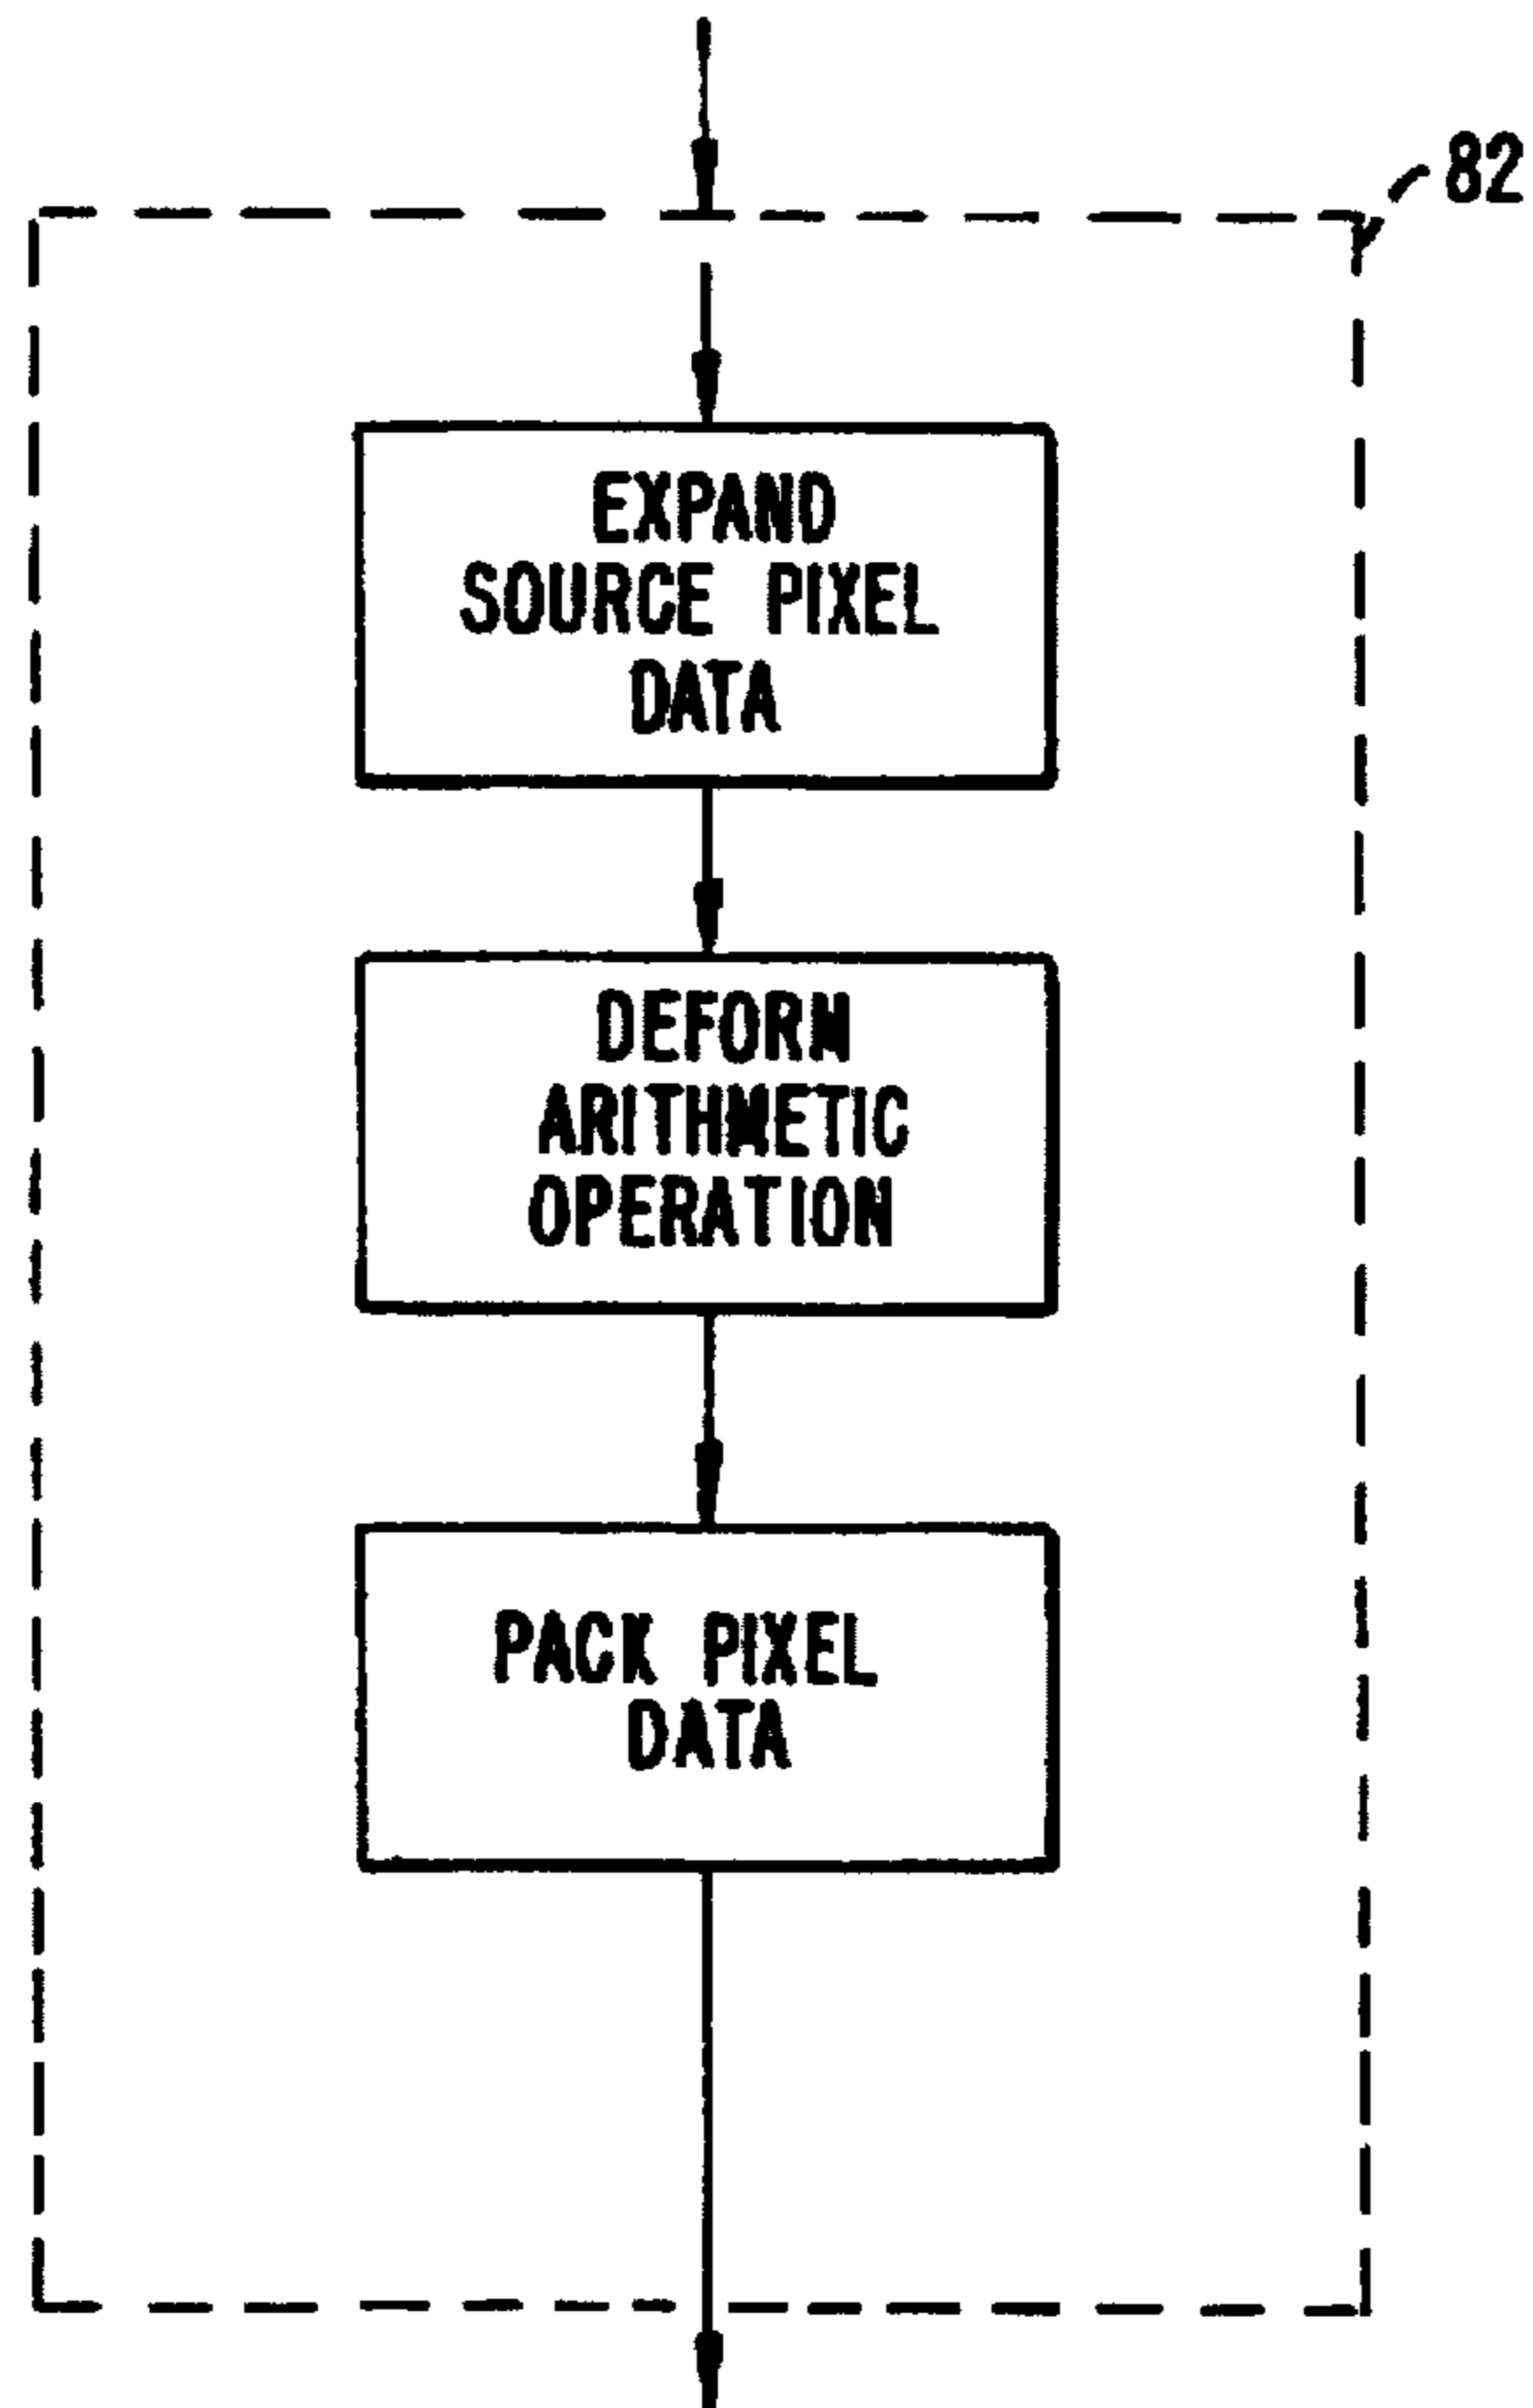 82
EXPAND
SOURCE PIXEL
DATA
DEFORM
ARITHMETIC
OPERATION
PACK PIXEL
DATA